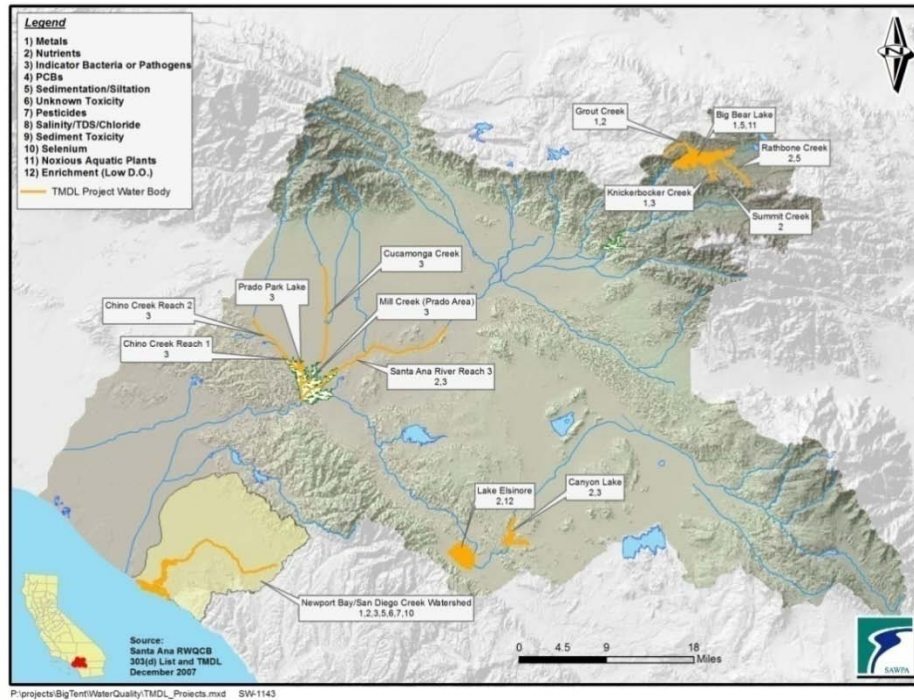 Legend
1) Metals
2) Nutrients
3) Indicator Bacteria or Pathogens
4) PCBs
5) Sedimentation/Siltation
6) Unknown Toxicity
7) Pesticides
8) Salinity/TDS/Chloride
9) Sediment Toxicity
10) Selenium
11) Noxious Aquatic Plants
12) Enrichment (Low D.O.)
TMDL Project Water Body
N
Grout Creek
1,2
Big Bear Lake
1,5,11
Rathbone Creek
2,5
Knickerbocker Creek
1,3
Summit Creek
2
Cucamonga Creek
3
Prado Park Lake
3
Mill Creek (Prado Area)
3
Chino Creek Reach 2
3
Chino Creek Reach 1
3
Santa Ana River Reach 3
2,3
Lake Elsinore
2,12
Canyon Lake
2,3
Newport Bay/San Diego Creek Watershed
1,2,3,5,6,7,10
Source:
Santa Ana RWQCB
303(d) List and TMDL
December 2007
0 4.5 9 18
Miles
SAWPA
P:\projects\BigTent\WaterQuality\TMDL_Projects.mxd SW-1143